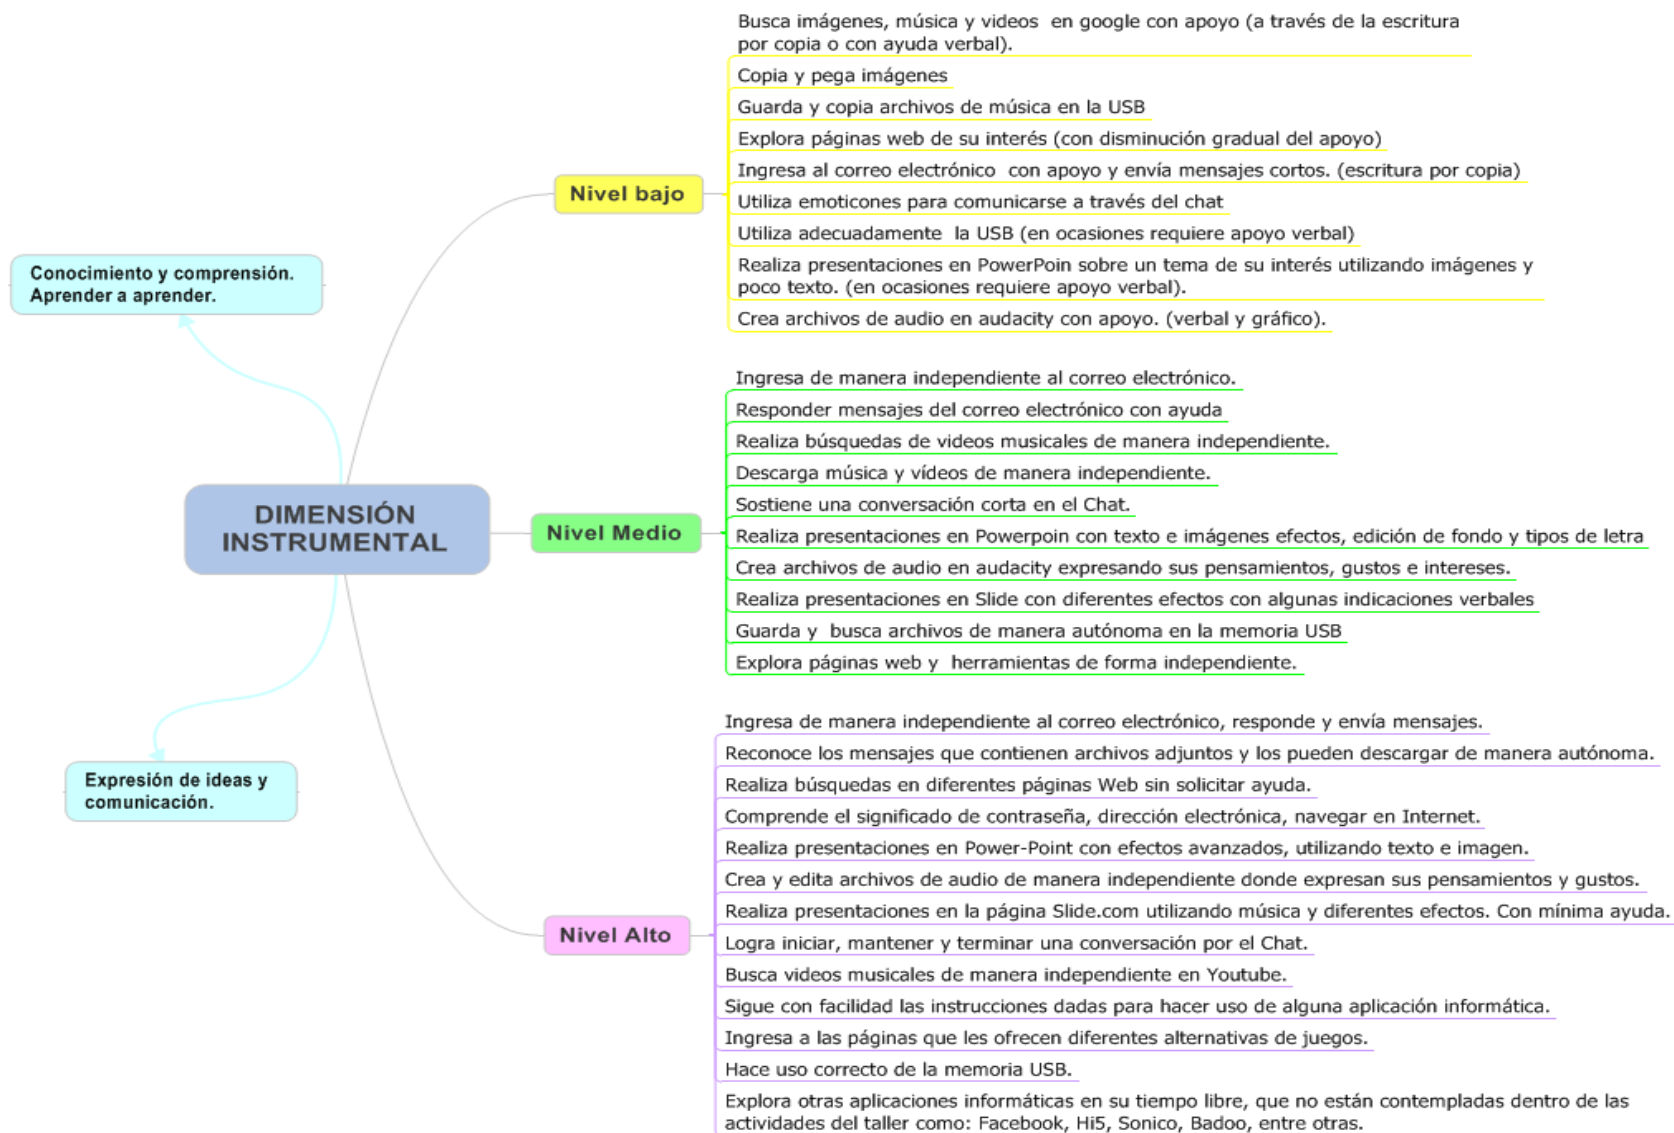 Busca imágenes, música y videos en google con apoyo (a través de la escritura
por copia o con ayuda verbal).
Copia y pega imágenes
Guarda y copia archivos de música en la USB
Explora páginas web de su interés (con disminución gradual del apoyo)
Ingresa al correo electrónico con apoyo y envía mensajes cortos. (escritura por copia)
Nivel bajo
Utiliza emoticones para comunicarse a través del chat
Utiliza adecuadamente la USB (en ocasiones requiere apoyo verbal)
Realiza presentaciones en PowerPoin sobre un tema de su interés utilizando imágenes y
poco texto. (en ocasiones requiere apoyo verbal).
Crea archivos de audio en audacity con apoyo. (verbal y gráfico).
Conocimiento y comprensión.
Aprender a aprender.
DIMENSIÓN
INSTRUMENTAL
Nivel Medio
Ingresa de manera independiente al correo electrónico.
Responder mensajes del correo electrónico con ayuda
Realiza búsquedas de videos musicales de manera independiente.
Descarga música y vídeos de manera independiente.
Sostiene una conversación corta en el Chat.
Realiza presentaciones en Powerpoin con texto e imágenes efectos, edición de fondo y tipos de letra
Crea archivos de audio en audacity expresando sus pensamientos, gustos e intereses.
Realiza presentaciones en Slide con diferentes efectos con algunas indicaciones verbales
Guarda y busca archivos de manera autónoma en la memoria USB
Explora páginas web y herramientas de forma independiente.
Expresión de ideas y
comunicación.
Nivel Alto
Ingresa de manera independiente al correo electrónico, responde y envía mensajes.
Reconoce los mensajes que contienen archivos adjuntos y los pueden descargar de manera autónoma.
Realiza búsquedas en diferentes páginas Web sin solicitar ayuda.
Comprende el significado de contraseña, dirección electrónica, navegar en Internet.
Realiza presentaciones en Power-Point con efectos avanzados, utilizando texto e imagen.
Crea y edita archivos de audio de manera independiente donde expresan sus pensamientos y gustos.
Realiza presentaciones en la página Slide.com utilizando música y diferentes efectos. Con mínima ayuda.
Logra iniciar, mantener y terminar una conversación por el Chat.
Busca videos musicales de manera independiente en Youtube.
Sigue con facilidad las instrucciones dadas para hacer uso de alguna aplicación informática.
Ingresa a las páginas que les ofrecen diferentes alternativas de juegos.
Hace uso correcto de la memoria USB.
Explora otras aplicaciones informáticas en su tiempo libre, que no están contempladas dentro de las
actividades del taller como: Facebook, Hi5, Sonico, Badoo, entre otras.